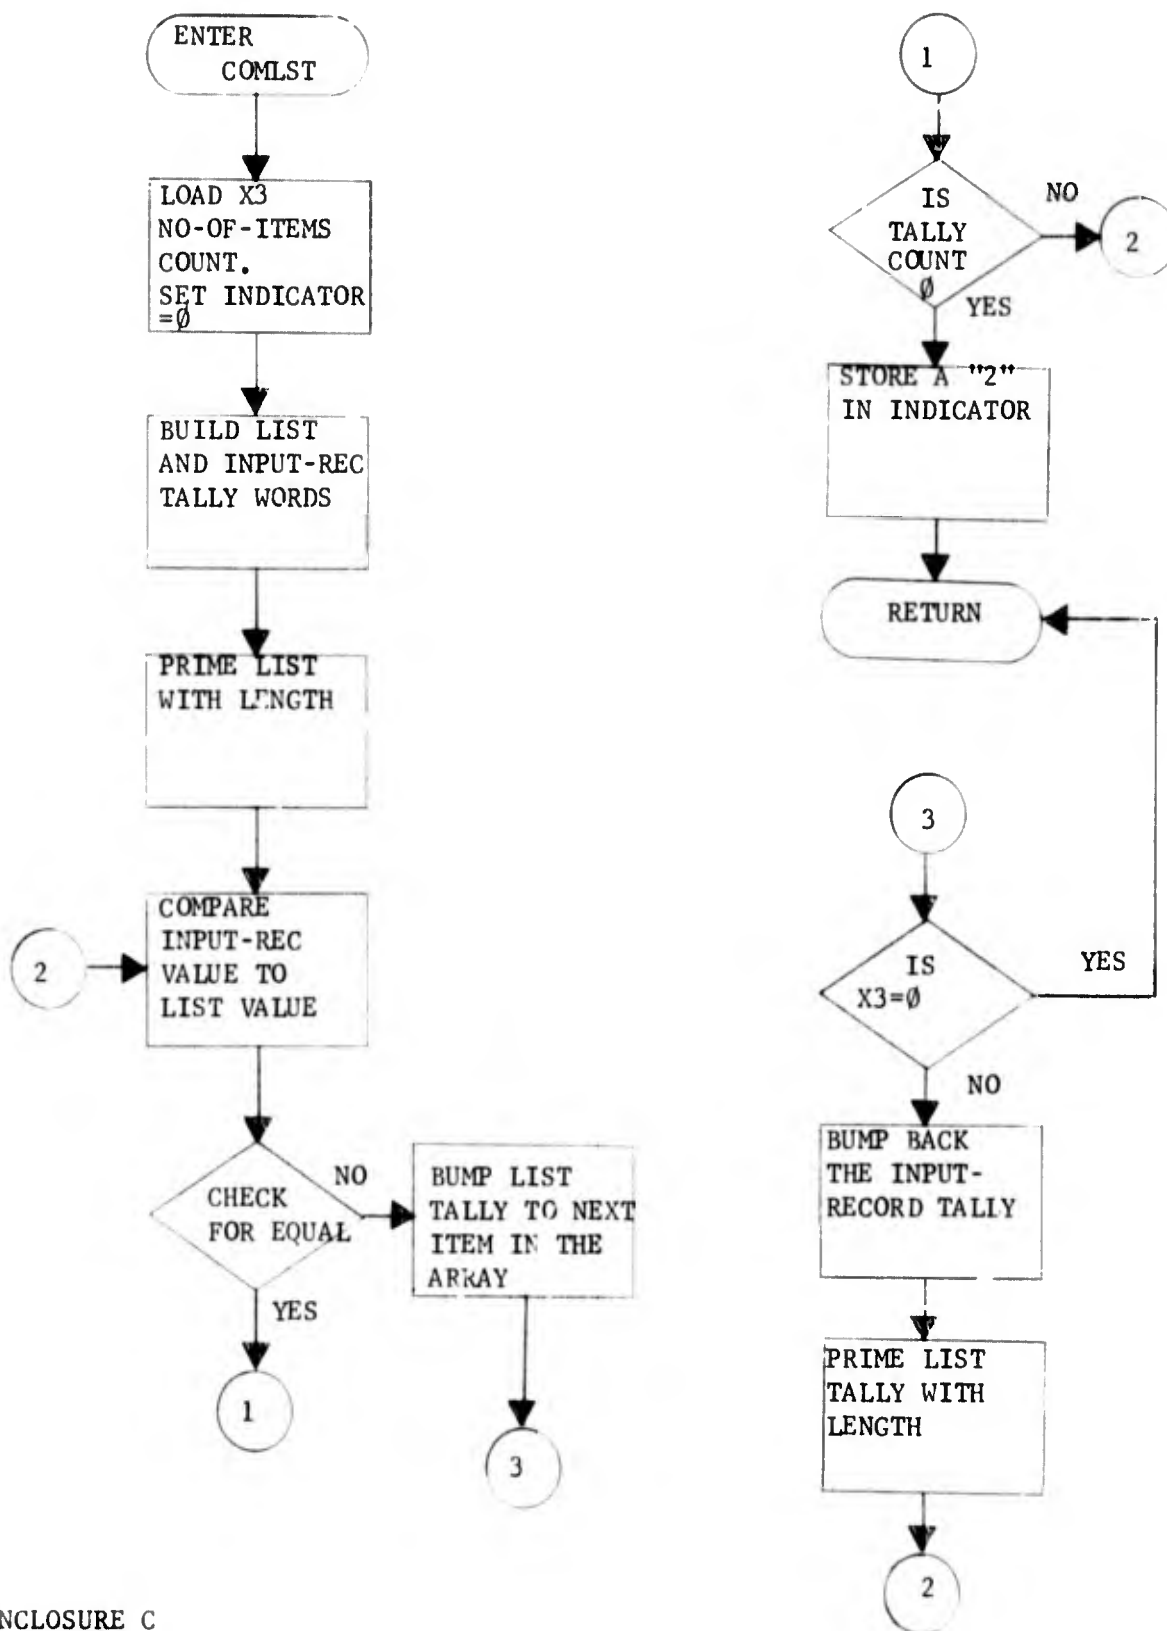 ENTER
COMLST
LOAD X3
NO-OF-ITEMS
COUNT.
SET INDICATOR
=Ø
BUILD LIST
AND INPUT-REC
TALLY WORDS
PRIME LIST
WITH LENGTH
2
COMPARE
INPUT-REC
VALUE TO
LIST VALUE
CHECK
FOR EQUAL
NO
YES
BUMP LIST
TALLY TO NEXT
ITEM IN THE
ARRAY
1
3
1
IS
TALLY
COUNT
Ø
NO
2
YES
STORE A "2"
IN INDICATOR
RETURN
3
IS
X3=Ø
YES
NO
BUMP BACK
THE INPUT-
RECORD TALLY
PRIME LIST
TALLY WITH
LENGTH
2
NCLOSURE C